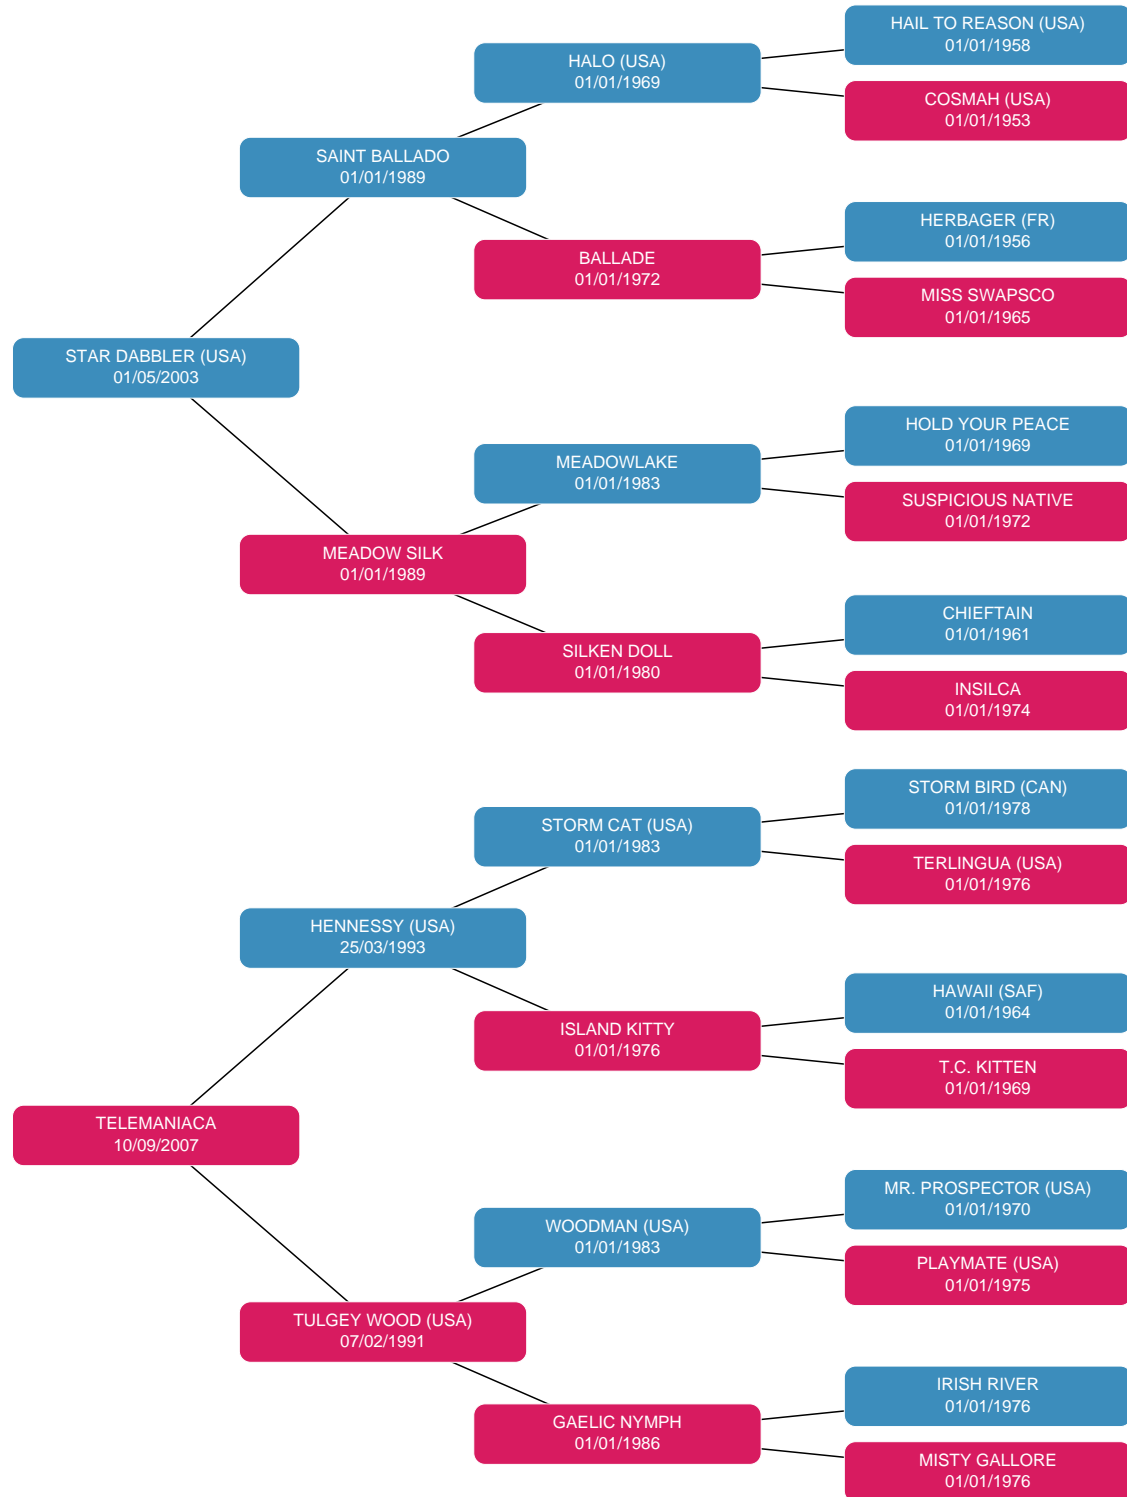 HAIL TO REASON (USA)
01/01/1958
HALO (USA)
01/01/1969
COSMAH (USA)
01/01/1953
SAINT BALLADO
01/01/1989
HERBAGER (FR)
01/01/1956
BALLADE
01/01/1972
MISS SWAPSCO
01/01/1965
STAR DABBLER (USA)
01/05/2003
HOLD YOUR PEACE
01/01/1969
MEADOWLAKE
01/01/1983
SUSPICIOUS NATIVE
01/01/1972
MEADOW SILK
01/01/1989
CHIEFTAIN
01/01/1961
SILKEN DOLL
01/01/1980
INSILCA
01/01/1974
STORM BIRD (CAN)
01/01/1978
STORM CAT (USA)
01/01/1983
TERLINGUA (USA)
01/01/1976
HENNESSY (USA)
25/03/1993
HAWAII (SAF)
01/01/1964
ISLAND KITTY
01/01/1976
T.C. KITTEN
01/01/1969
TELEMANIACA
10/09/2007
MR. PROSPECTOR (USA)
01/01/1970
WOODMAN (USA)
01/01/1983
PLAYMATE (USA)
01/01/1975
TULGEY WOOD (USA)
07/02/1991
IRISH RIVER
01/01/1976
GAELIC NYMPH
01/01/1986
MISTY GALLORE
01/01/1976